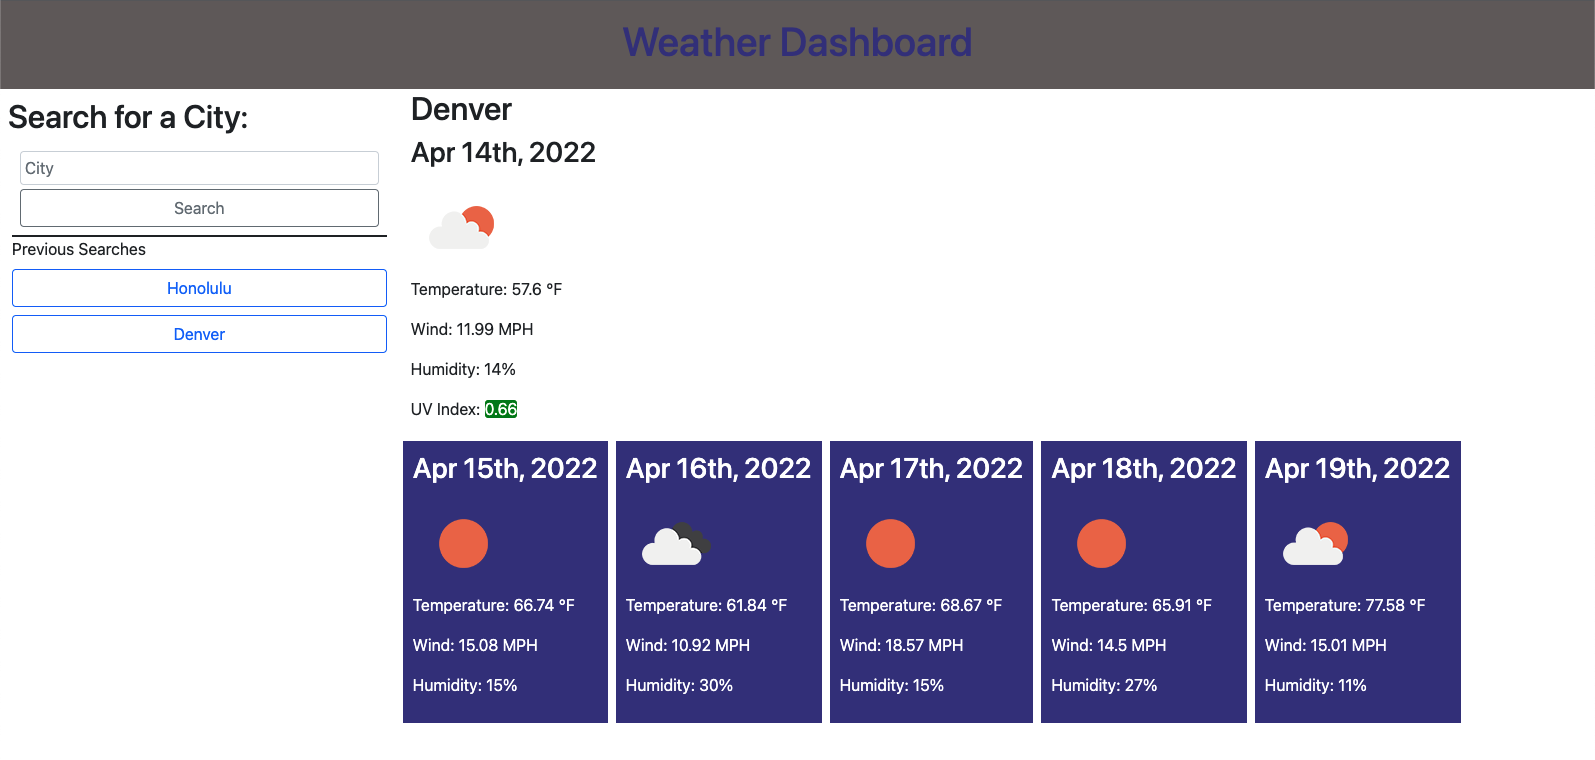 Weather Dashboard
Search for a City:
City
Search
Previous Searches
Honolulu
Denver
Denver
Apr 14th, 2022
Temperature: 57.6 °F
Wind: 11.99 MPH
Humidity: 14%
UV Index: 0.66
Apr 15th, 2022
Temperature: 66.74 °F
Wind: 15.08 MPH
Humidity: 15%
Apr 16th, 2022
Temperature: 61.84 °F
Wind: 10.92 MPH
Humidity: 30%
Apr 17th, 2022
Temperature: 68.67 °F
Wind: 18.57 MPH
Humidity: 15%
Apr 18th, 2022
Temperature: 65.91 °F
Wind: 14.5 MPH
Humidity: 27%
Apr 19th, 2022
Temperature: 77.58 °F
Wind: 15.01 MPH
Humidity: 11%